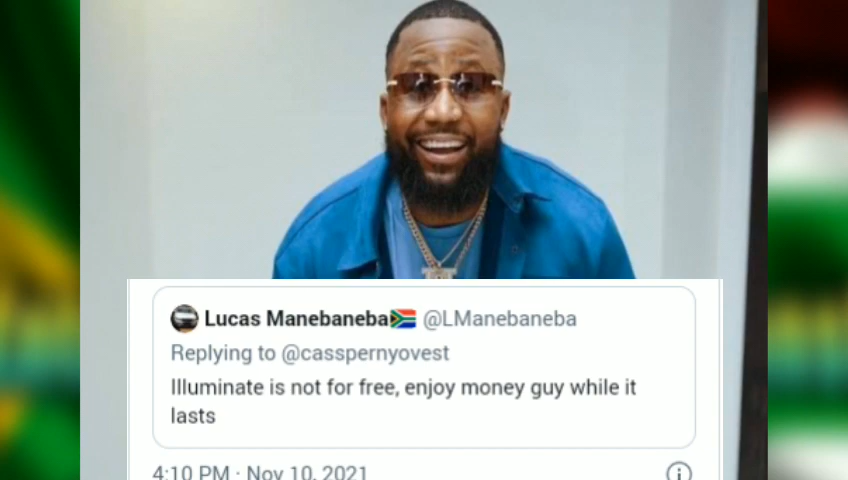 Lucas Manebaneba🇿🇦 @LManebaneba
Replying to @casspernyovest
Illuminate is not for free, enjoy money guy while it
lasts
4:10 PM · Nov 10, 2021